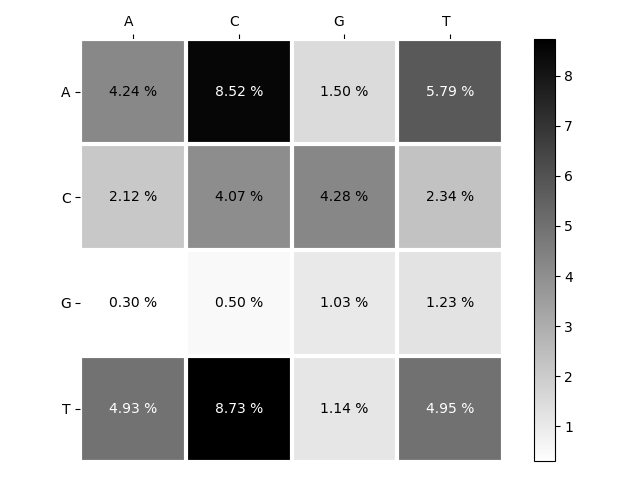 A C G T
A 4.24 % 8.52 % 1.50 % 5.79 %
C 2.12 % 4.07 % 4.28 % 2.34 %
G 0.30 % 0.50 % 1.03 % 1.23 %
T 4.93 % 8.73 % 1.14 % 4.95 %
8
7
6
5
4
3
2
1